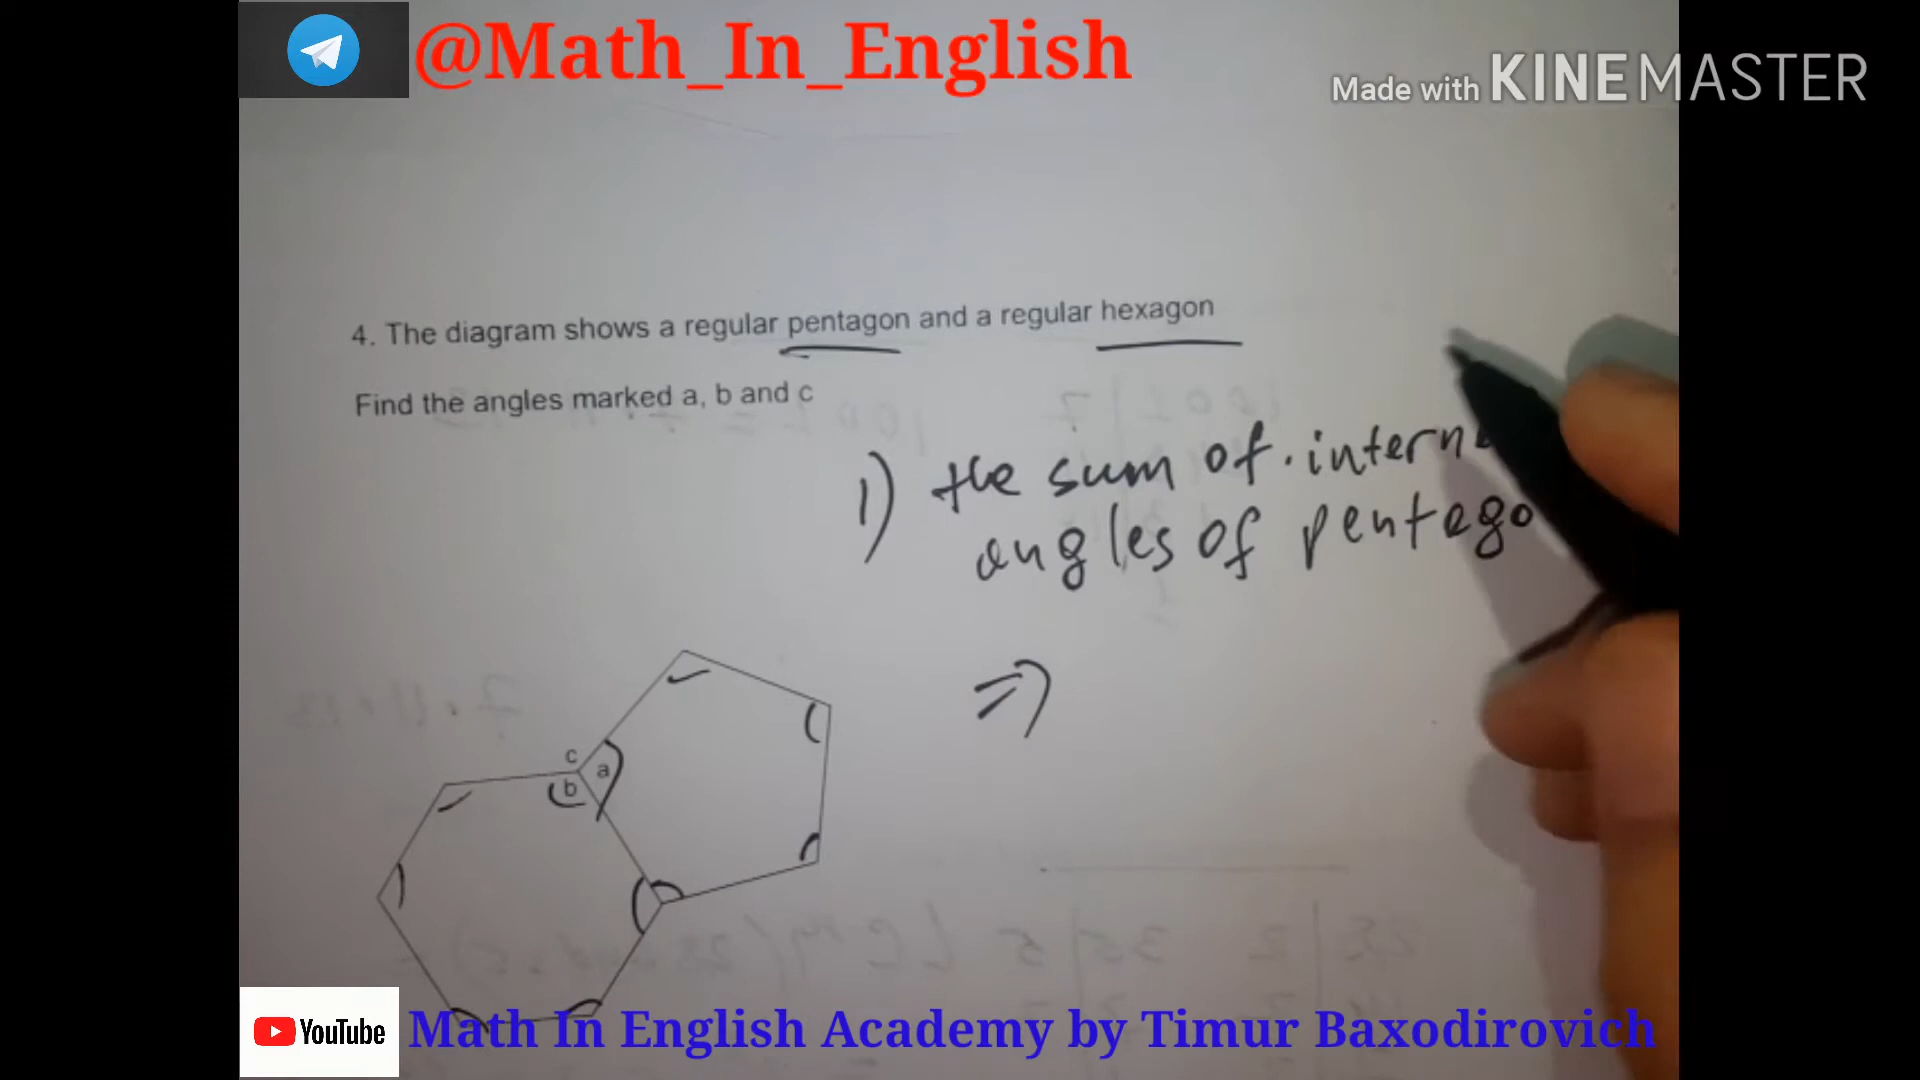 @Math_In_English
Made with KINEMASTER
4. The diagram shows a regular pentagon and a regular hexagon
Find the angles marked a, b and c
1) the sum of intern
angles of pentago
⇒
c
a
b
YouTube Math In English Academy by Timur Baxodirovich